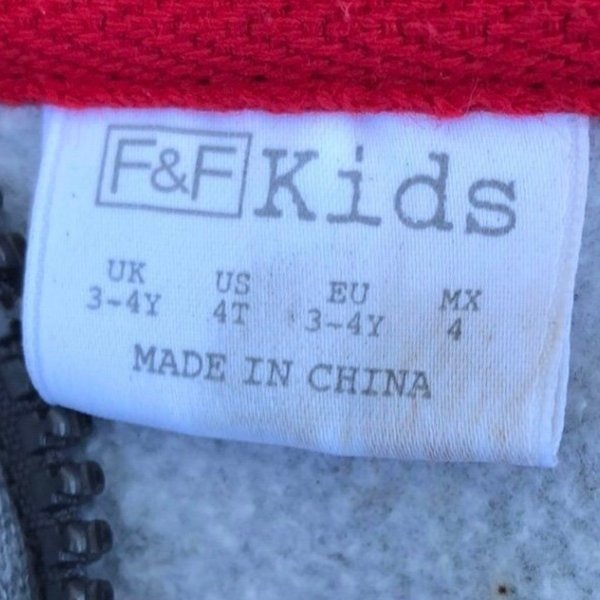 F&F Kids
UK US EU MX
3-4Y 4T 3-4Y 4
MADE IN CHINA